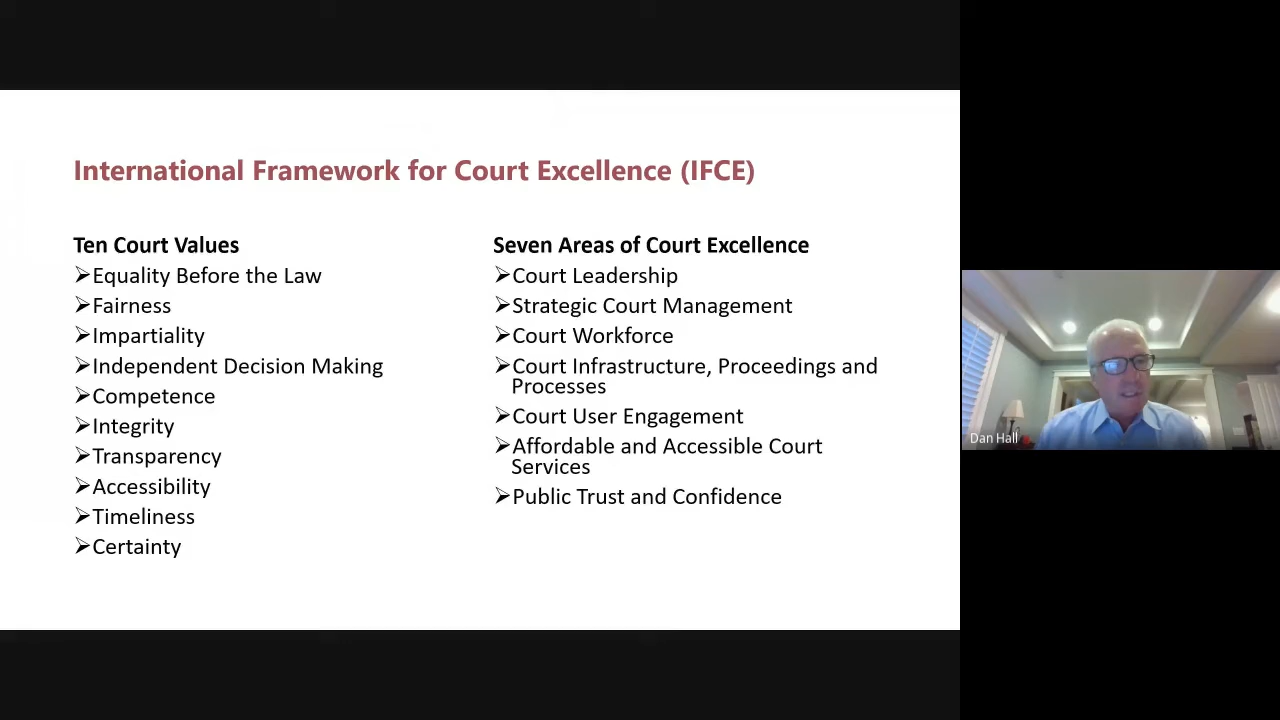 International Framework for Court Excellence (IFCE)
Ten Court Values
➢Equality Before the Law
➢Fairness
➢Impartiality
➢Independent Decision Making
➢Competence
➢Integrity
➢Transparency
➢Accessibility
➢Timeliness
➢Certainty
Seven Areas of Court Excellence
➢Court Leadership
➢Strategic Court Management
➢Court Workforce
➢Court Infrastructure, Proceedings and
Processes
➢Court User Engagement
➢Affordable and Accessible Court
Services
➢Public Trust and Confidence
Dan Hall